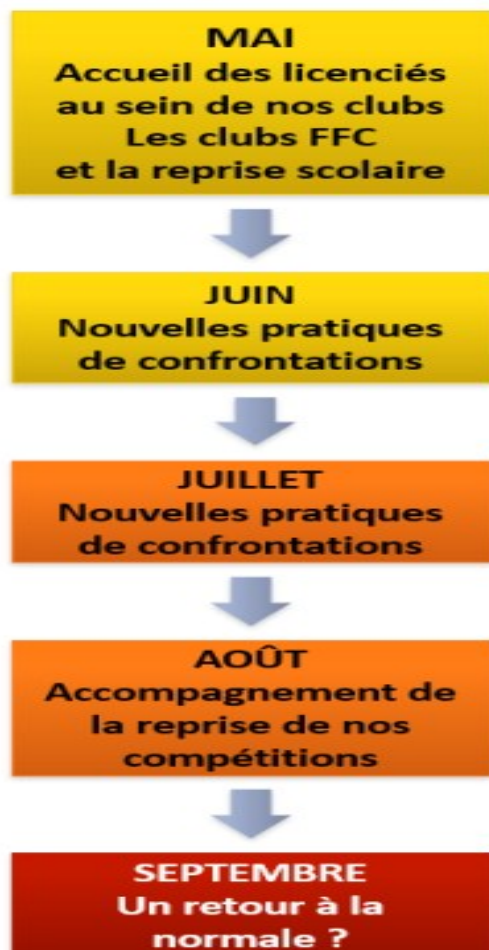 MAI
Accueil des licenciés
au sein de nos clubs
Les clubs FFC
et la reprise scolaire
JUIN
Nouvelles pratiques
de confrontations
JUILLET
Nouvelles pratiques
de confrontations
AOÛT
Accompagnement de
la reprise de nos
compétitions
SEPTEMBRE
Un retour à la
normale ?